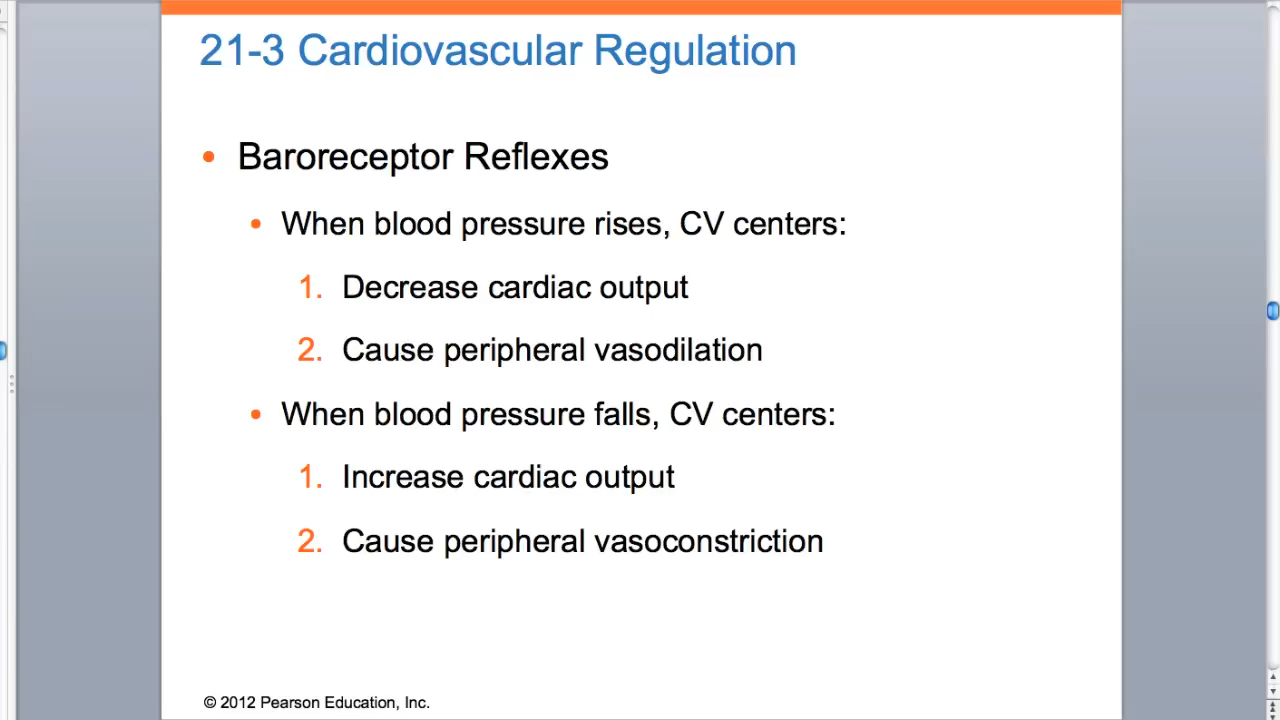 21-3 Cardiovascular Regulation
• Baroreceptor Reflexes
• When blood pressure rises, CV centers:
1. Decrease cardiac output
2. Cause peripheral vasodilation
• When blood pressure falls, CV centers:
1. Increase cardiac output
2. Cause peripheral vasoconstriction
© 2012 Pearson Education, Inc.